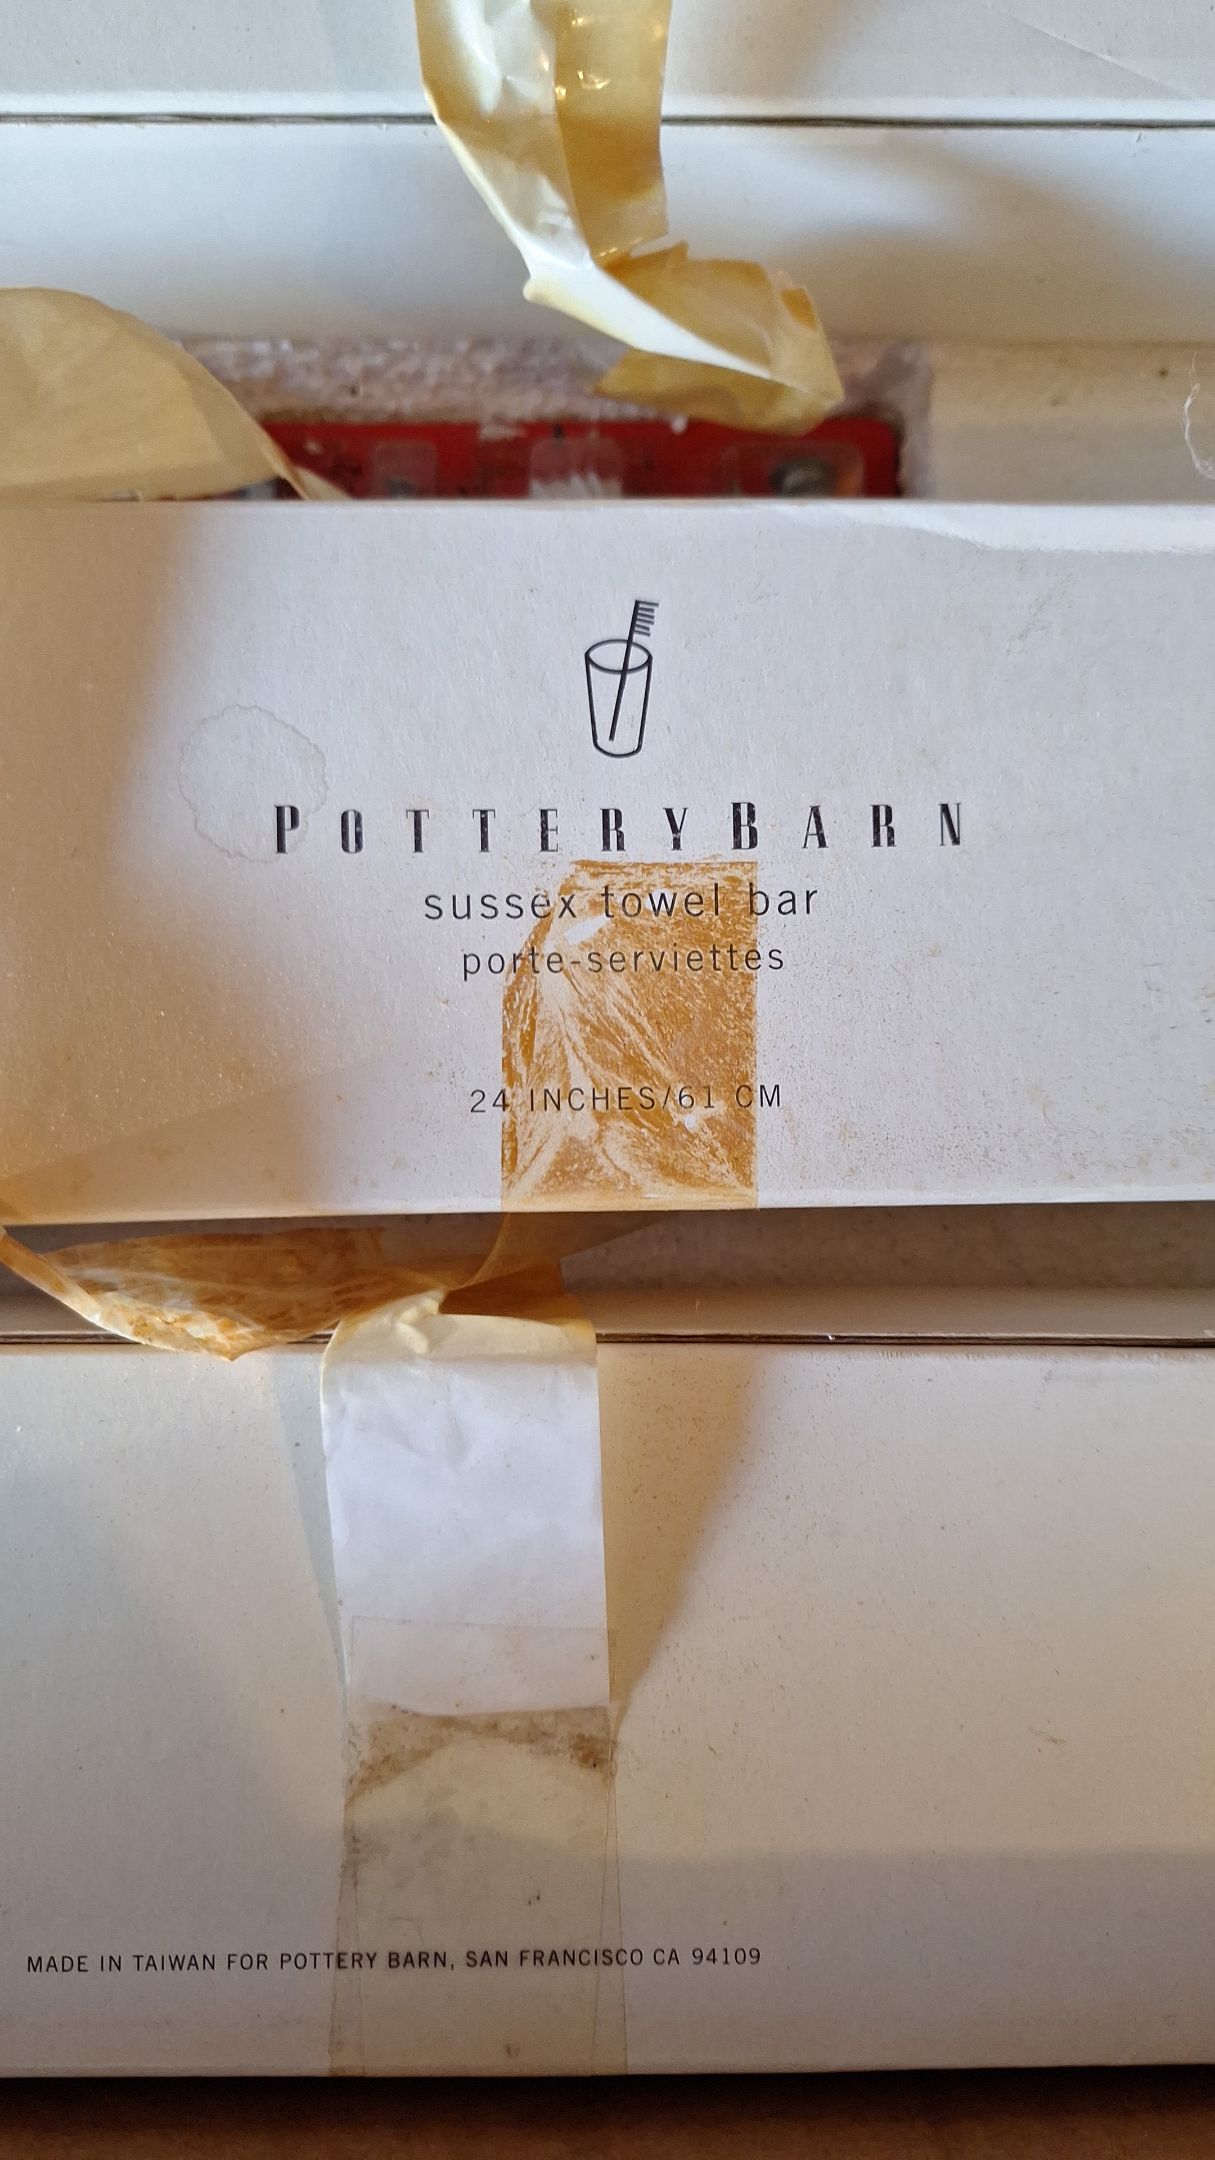 POTTERYBARN
sussex towel bar
porte-serviettes
24 INCHES/61 CM
MADE IN TAIWAN FOR POTTERY BARN, SAN FRANCISCO CA 94109